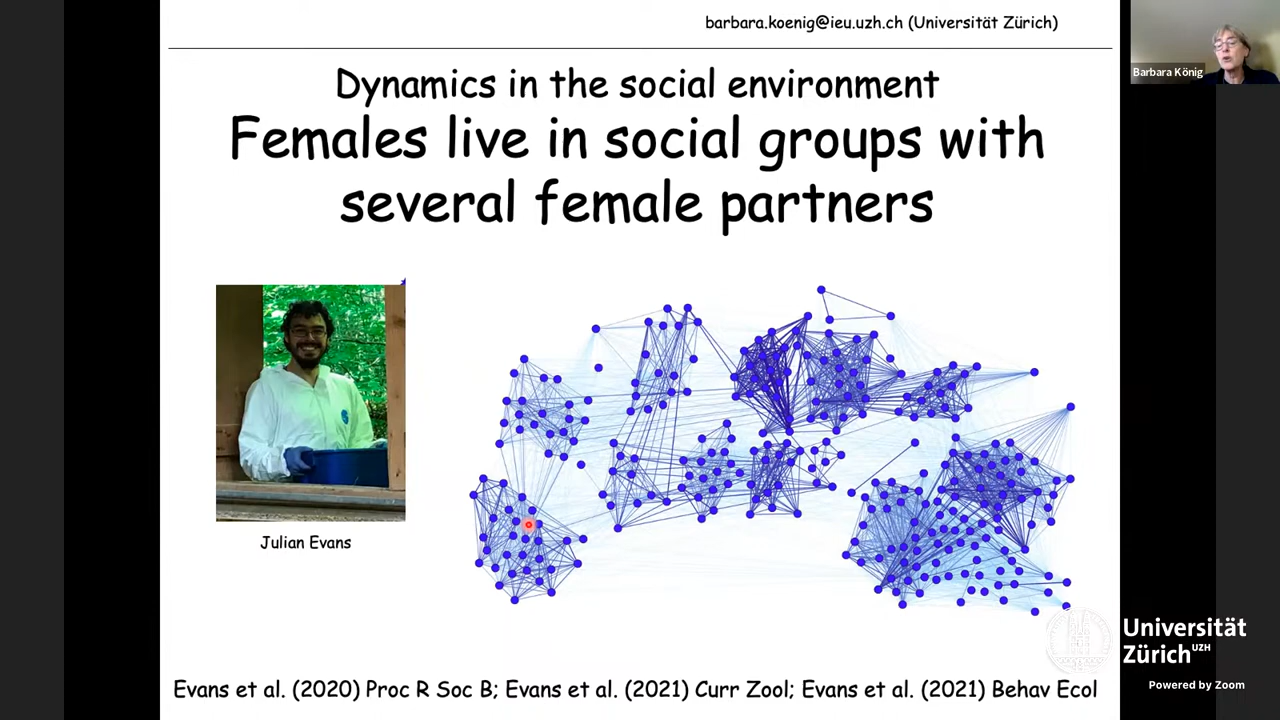 barbara.koenig@ieu.uzh.ch (Universität Zürich)
Barbara König
Dynamics in the social environment
Females live in social groups with
several female partners
Julian Evans
Universität
Zürich UZH
Powered by Zoom
Evans et al. (2020) Proc R Soc B; Evans et al. (2021) Curr Zool; Evans et al. (2021) Behav Ecol